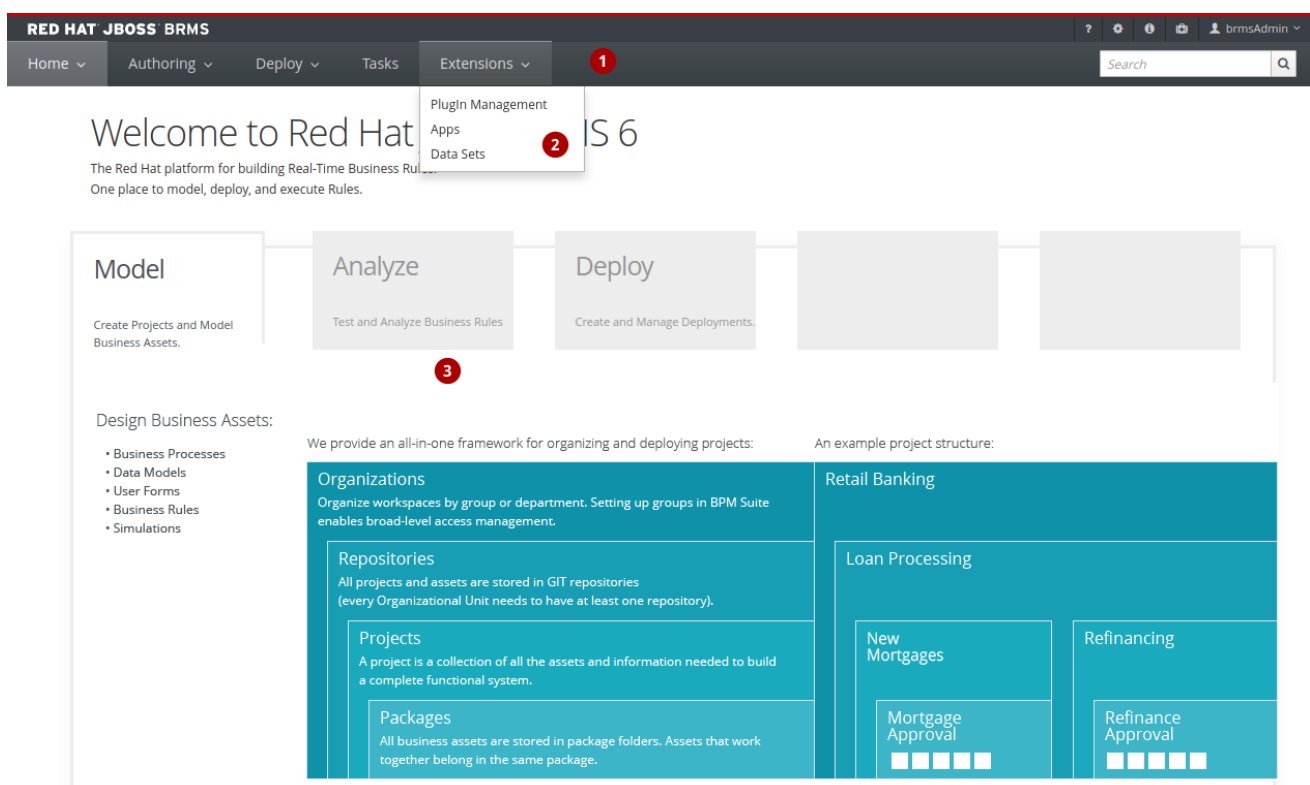 RED HAT JBOSS BRMS
? brmsAdmin
Home Authoring Deploy Tasks Extensions 1 Search
PlugIn Management
Apps
Data Sets
2
Welcome to Red Hat IS 6
The Red Hat platform for building Real-Time Business
One place to model, deploy, and execute Rules.
Model
Create Projects and Model
Business Assets.
Analyze
Test and Analyze Business Rules
Deploy
Create and Manage Deployments.
3
Design Business Assets:
• Business Processes
• Data Models
• User Forms
• Business Rules
• Simulations
We provide an all-in-one framework for organizing and deploying projects:
Organizations
Organize workspaces by group or department. Setting up groups in BPM Suite
enables broad-level access management.
Repositories
All projects and assets are stored in GIT repositories
(every Organizational Unit needs to have at least one repository).
Projects
A project is a collection of all the assets and information needed to build
a complete functional system.
Packages
All business assets are stored in package folders. Assets that work
together belong in the same package.
An example project structure:
Retail Banking
Loan Processing
New
Mortgages
Mortgage
Approval
Refinancing
Refinance
Approval